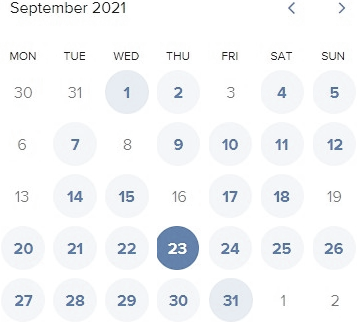 September 2021
MON TUE WED THU FRI SAT SUN
30 31 1 2 3 4 5
6 7 8 9 10 11 12
13 14 15 16 17 18 19
20 21 22 23 24 25 26
27 28 29 30 31 1 2